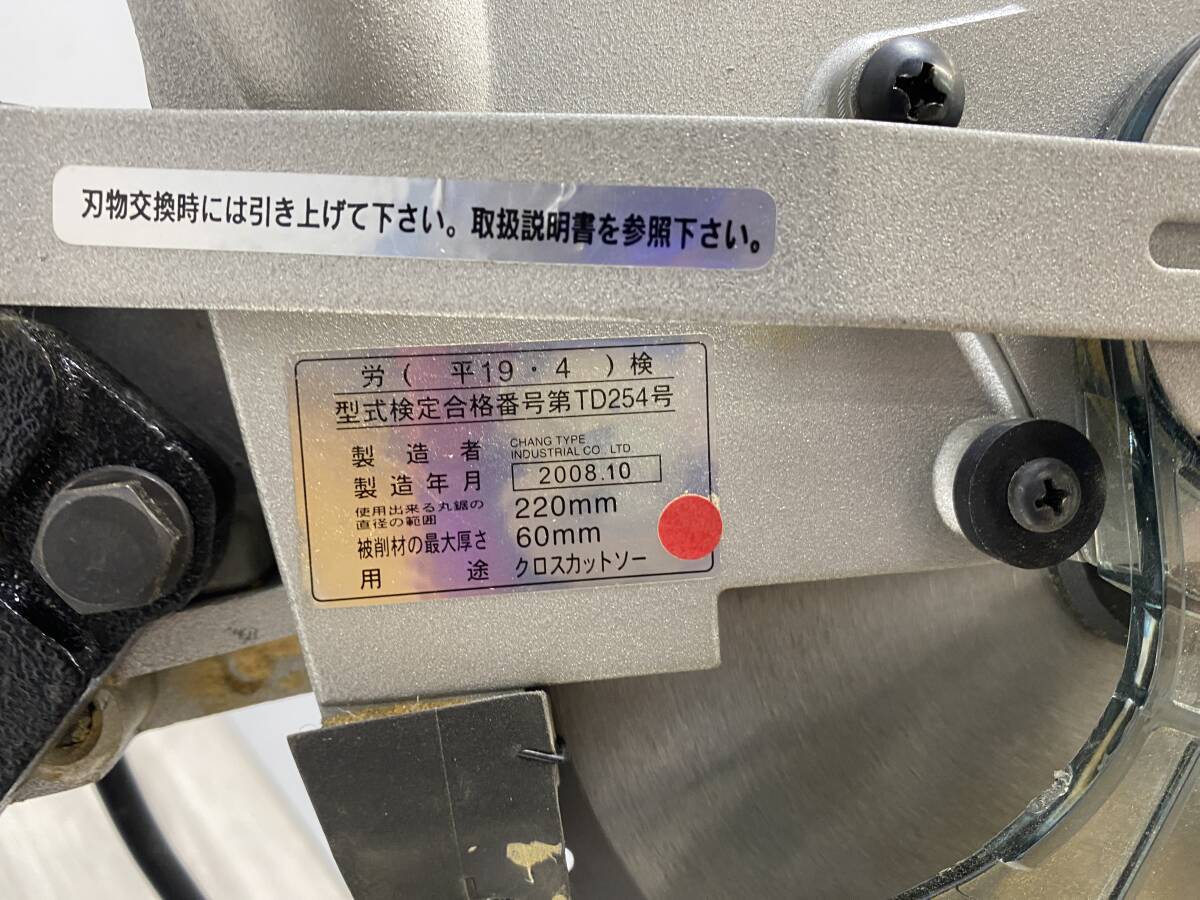 刃物交換時には引き上げて下さい。取扱説明書を参照下さい。
労(　平19・4　)検
型式検定合格番号第TD254号
製造者 CHANG TYPE
INDUSTRIAL CO., LTD
製造年月 2008.10
使用出来る丸鋸の
直径の範囲 220mm
被削材の最大厚さ 60mm
用途 クロスカットソー